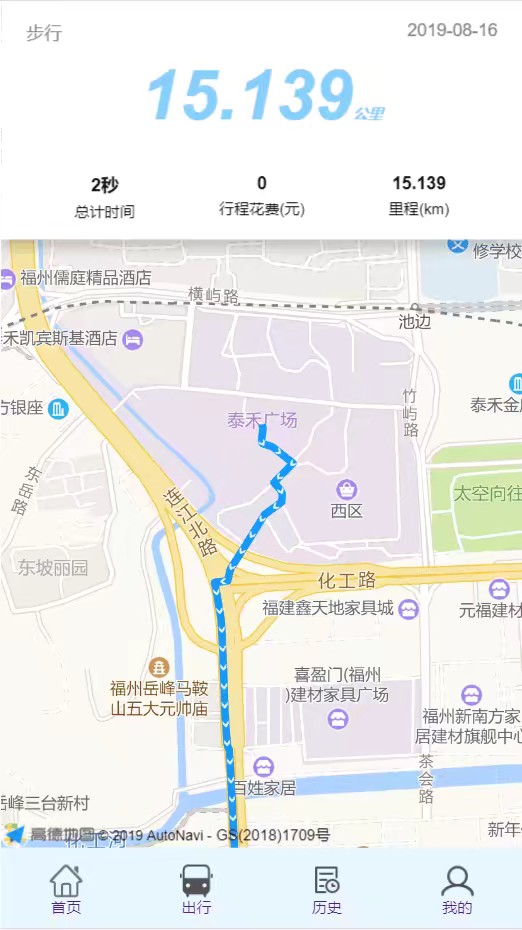 步行
2019-08-16
15.139公里
2秒
总计时间
0
行程花费(元)
15.139
里程(km)
修学校
福州儒庭精品酒店
横屿路
池边
禾凯宾斯基酒店
竹屿路
方银座
泰禾金
泰禾广场
东岳路
连江北路
西区
太空向往
东坡丽园
化工路
福建鑫天地家具城
元福建材
喜盈门(福州
)建材家具广场
福州岳峰马鞍
山五大元帅庙
福州新南方家
居建材旗舰中心
百姓家居
茶会路
岳峰三台新村
新年
高德地图 © 2019 AutoNavi - GS(2018)1709号
首页
出行
历史
我的